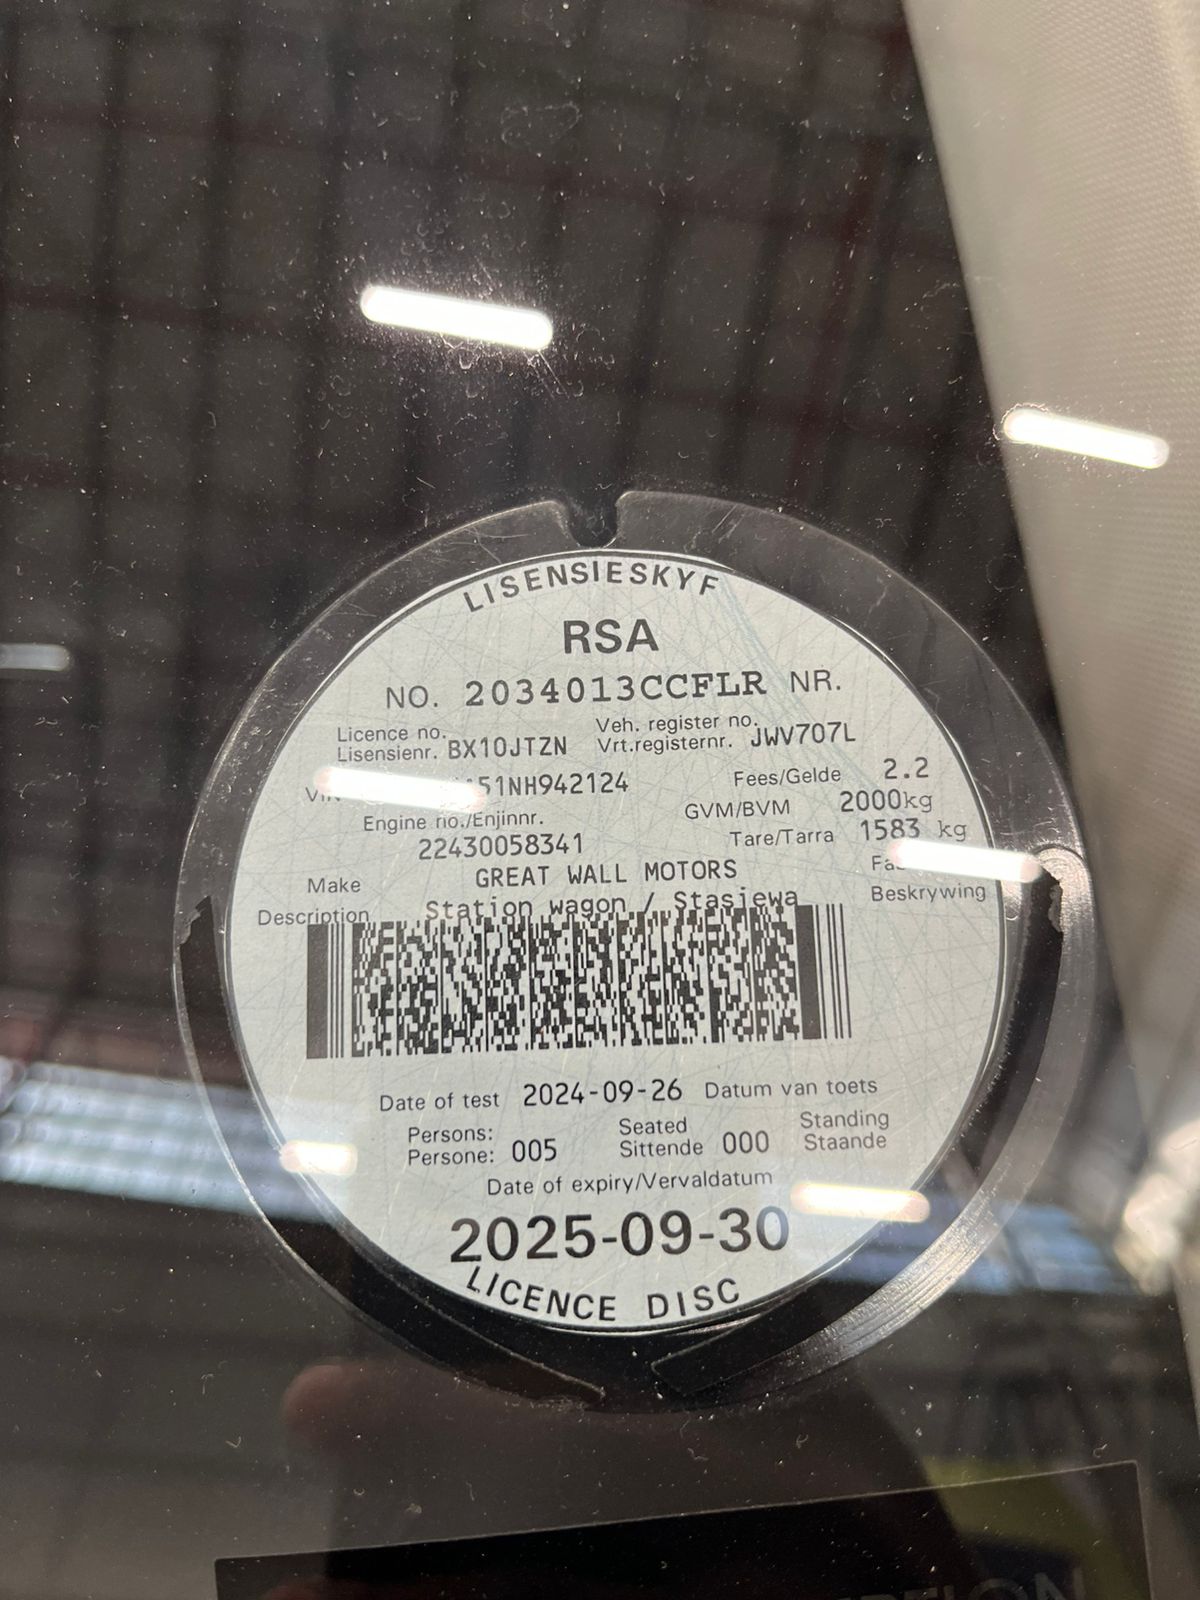 LISENSIESKYF
RSA
NO. 2034013CCFLR NR.
Licence no. Veh. register no.
Lisensienr. BX10JTZN Vrt.registernr. JWV707L
51NH942124 Fees/Gelde 2.2
Engine no./Enjinnr. GVM/BVM 2000kg
22430058341 Tare/Tarra 1583 kg
Make GREAT WALL MOTORS
Description Station wagon / Stasiewa Beskrywing
Date of test 2024-09-26 Datum van toets
Persons: Seated Standing
Persone: 005 Sittende 000 Staande
Date of expiry/Vervaldatum
2025-09-30
LICENCE DISC